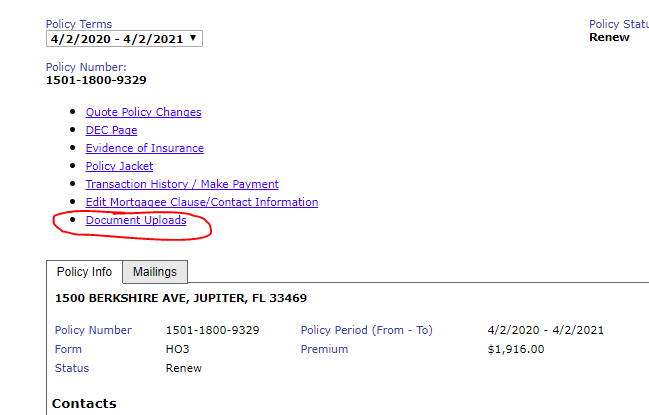 Policy Terms
Policy Statu
4/2/2020 - 4/2/2021
Renew
Policy Number:
1501-1800-9329
Quote Policy Changes
DEC Page
Evidence of Insurance
Policy Jacket
Transaction History / Make Payment
Edit Mortgagee Clause/Contact Information
Document Uploads
Policy Info Mailings
1500 BERKSHIRE AVE, JUPITER, FL 33469
Policy Number 1501-1800-9329 Policy Period (From - To) 4/2/2020 - 4/2/2021
Form HO3 Premium $1,916.00
Status Renew
Contacts